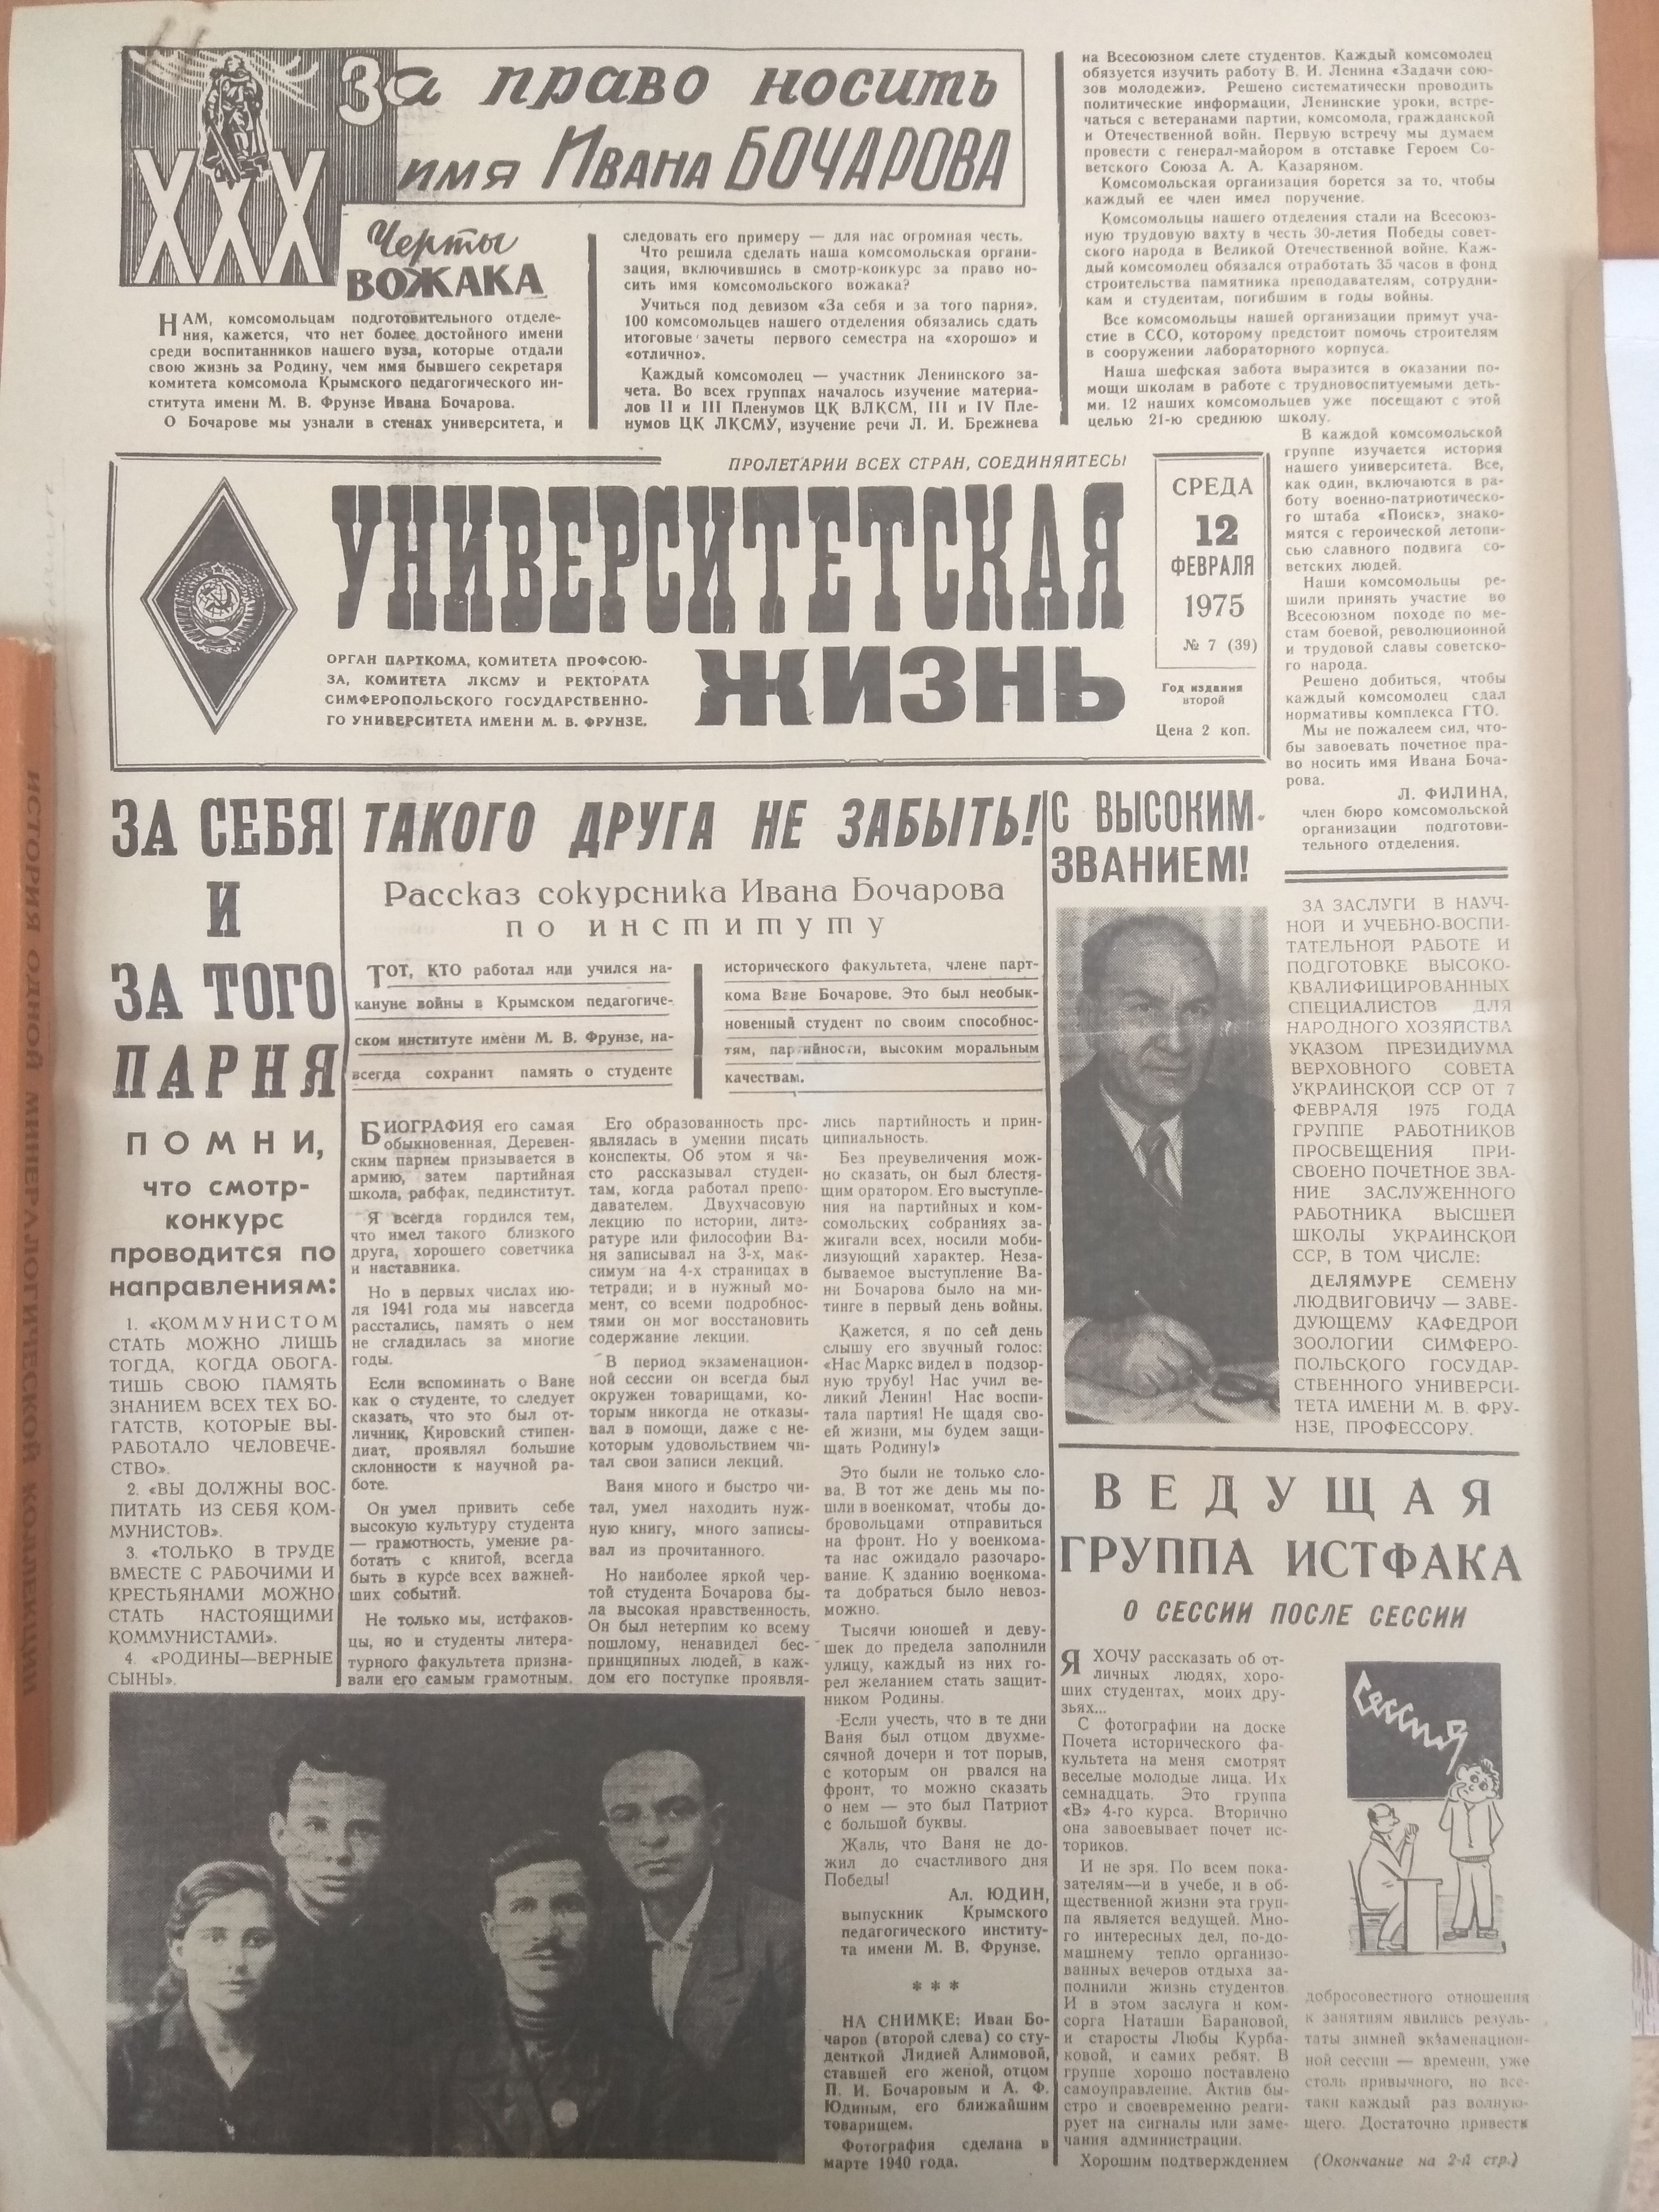 За право носить
имя Ивана БОЧАРОВА
XXX
Черты
ВОЖАКА
НАМ, комсомольцам подготовительного отделе-
ния, кажется, что нет более достойного имени
среди воспитанников нашего вуза, которые отдали
свою жизнь за Родину, чем имя бывшего секретаря
комитета комсомола Крымского педагогического ин-
ститута имени М. В. Фрунзе Ивана Бочарова.
О Бочарове мы узнали в стенах университета, и
следовать его примеру — для нас огромная честь.
Что решила сделать наша комсомольская органи-
зация, включившись в смотр-конкурс за право но-
сить имя комсомольского вожака?
Учиться под девизом «За себя и за того парня».
100 комсомольцев нашего отделения обязались сдать
итоговые зачеты первого семестра на «хорошо» и
«отлично».
Каждый комсомолец — участник Ленинского за-
чета. Во всех группах началось изучение материа-
лов II и III Пленумов ЦК ВЛКСМ, III и IV Пле-
нумов ЦК ЛКСМУ, изучение речи Л. И. Брежнева
на Всесоюзном слете студентов. Каждый комсомолец
обязуется изучить работу В. И. Ленина «Задачи сою-
зов молодежи». Решено систематически проводить
политические информации, Ленинские уроки, встре-
чаться с ветеранами партии, комсомола, гражданской
и Отечественной войн. Первую встречу мы думаем
провести с генерал-майором в отставке Героем Со-
ветского Союза А. А. Казаряном.
Комсомольская организация борется за то, чтобы
каждый ее член имел поручение.
Комсомольцы нашего отделения стали на Всесоюз-
ную трудовую вахту в честь 30-летия Победы совет-
ского народа в Великой Отечественной войне. Каж-
дый комсомолец обязался отработать 35 часов в фонд
строительства памятника преподавателям, сотрудни-
кам и студентам, погибшим в годы войны.
Все комсомольцы нашей организации примут уча-
стие в ССО, которому предстоит помочь строителям
в сооружении лабораторного корпуса.
Наша шефская забота выразится в оказании по-
мощи школам в работе с трудновоспитуемыми деть-
ми. 12 наших комсомольцев уже посещают с этой
целью 21-ю среднюю школу.
В каждой комсомольской
группе изучается история
нашего университета. Все,
как один, включаются в ра-
боту военно-патриотическо-
го штаба «Поиск», знако-
мятся с героической летопи-
сью славного подвига со-
ветских людей.
Наши комсомольцы ре-
шили принять участие во
Всесоюзном походе по ме-
стам боевой, революционной
и трудовой славы советско-
го народа.
Решено добиться, чтобы
каждый комсомолец сдал
нормативы комплекса ГТО.
Мы не пожалеем сил, что-
бы завоевать почетное пра-
во носить имя Ивана Боча-
рова.
Л. ФИЛИНА,
член бюро комсомольской
организации подготови-
тельного отделения.
ПРОЛЕТАРИИ ВСЕХ СТРАН, СОЕДИНЯЙТЕСЬ!
УНИВЕРСИТЕТСКАЯ
ЖИЗНЬ
ОРГАН ПАРТКОМА, КОМИТЕТА ПРОФСОЮ-
ЗА, КОМИТЕТА ЛКСМУ И РЕКТОРАТА
СИМФЕРОПОЛЬСКОГО ГОСУДАРСТВЕННО-
ГО УНИВЕРСИТЕТА ИМЕНИ М. В. ФРУНЗЕ.
СРЕДА
12
ФЕВРАЛЯ
1975
№ 7 (39)
Год издания
второй
Цена 2 коп.
ЗА СЕБЯ
И
ЗА ТОГО
ПАРНЯ
ПОМНИ,
что смотр-
конкурс
проводится по
направлениям:
1. «КОММУНИСТОМ
СТАТЬ МОЖНО ЛИШЬ
ТОГДА, КОГДА ОБОГА-
ТИШЬ СВОЮ ПАМЯТЬ
ЗНАНИЕМ ВСЕХ ТЕХ БО-
ГАТСТВ, КОТОРЫЕ ВЫ-
РАБОТАЛО ЧЕЛОВЕЧЕ-
СТВО».
2. «ВЫ ДОЛЖНЫ ВОС-
ПИТАТЬ ИЗ СЕБЯ КОМ-
МУНИСТОВ».
3. «ТОЛЬКО В ТРУДЕ
ВМЕСТЕ С РАБОЧИМИ И
КРЕСТЬЯНАМИ МОЖНО
СТАТЬ НАСТОЯЩИМИ
КОММУНИСТАМИ».
4. «РОДИНЫ—ВЕРНЫЕ
СЫНЫ».
ТАКОГО ДРУГА НЕ ЗАБЫТЬ!
Рассказ сокурсника Ивана Бочарова
по институту
ТОТ, КТО работал или учился на-
кануне войны в Крымском педагогиче-
ском институте имени М. В. Фрунзе, на-
всегда сохранит память о студенте
исторического факультета, члене парт-
кома Ване Бочарове. Это был необык-
новенный студент по своим способнос-
тям, партийности, высоким моральным
качествам.
БИОГРАФИЯ его самая
обыкновенная, Деревен-
ским парнем призывается в
армию, затем партийная
школа, рабфак, пединститут.
Я всегда гордился тем,
что имел такого близкого
друга, хорошего советчика
и наставника.
Но в первых числах ию-
ля 1941 года мы навсегда
расстались, память о нем
не сгладилась за многие
годы.
Если вспоминать о Ване
как о студенте, то следует
сказать, что это был от-
личник, Кировский стипен-
диат, проявлял большие
склонности к научной ра-
боте.
Он умел привить себе
высокую культуру студента
— грамотность, умение ра-
ботать с книгой, всегда
быть в курсе всех важней-
ших событий.
Не только мы, истфаков-
цы, но и студенты литера-
турного факультета призна-
вали его самым грамотным.
Его образованность про-
являлась в умении писать
конспекты. Об этом я ча-
сто рассказывал студен-
там, когда работал препо-
давателем. Двухчасовую
лекцию по истории, лите-
ратуре или философии Ва-
ня записывал на 3-х, мак-
симум на 4-х страницах в
тетради; и в нужный мо-
мент, со всеми подробнос-
тями он мог восстановить
содержание лекции.
В период экзаменацион-
ной сессии он всегда был
окружен товарищами, ко-
торым никогда не отказы-
вал в помощи, даже с не-
которым удовольствием чи-
тал свои записи лекций.
Ваня много и быстро чи-
тал, умел находить нуж-
ную книгу, много записы-
вал из прочитанного.
Но наиболее яркой чер-
той студента Бочарова бы-
ла высокая нравственность.
Он был нетерпим ко всему
пошлому, ненавидел бес-
принципных людей, в каж-
дом его поступке проявля-
лись партийность и прин-
ципиальность.
Без преувеличения мож-
но сказать, он был блестя-
щим оратором. Его выступле-
ния на партийных и ком-
сомольских собраниях за-
жигали всех, носили моби-
лизующий характер. Неза-
бываемое выступление Ва-
ни Бочарова было на ми-
тинге в первый день войны.
Кажется, я по сей день
слышу его звучный голос:
«Нас Маркс видел в подзор-
ную трубу! Нас учил ве-
ликий Ленин! Нас воспи-
тала партия! Не щадя сво-
ей жизни, мы будем защи-
щать Родину!»
Это были не только сло-
ва. В тот же день мы по-
шли в военкомат, чтобы до-
бровольцами отправиться
на фронт. Но у военкома-
та нас ожидало разочаро-
вание. К зданию военкома-
та добраться было невоз-
можно.
Тысячи юношей и деву-
шек до предела заполнили
улицу, каждый из них го-
рел желанием стать защит-
ником Родины.
Если учесть, что в те дни
Ваня был отцом двухме-
сячной дочери и тот порыв,
с которым он рвался на
фронт, то можно сказать
о нем — это был Патриот
с большой буквы.
Жаль, что Ваня не до-
жил до счастливого дня
Победы!
Ал. ЮДИН,
выпускник Крымского
педагогического институ-
та имени М. В. Фрунзе.
* * *
НА СНИМКЕ: Иван Бо-
чаров (второй слева) со сту-
денткой Лидией Алимовой,
ставшей его женой, отцом
П. И. Бочаровым и А. Ф.
Юдиным, его ближайшим
товарищем.
Фотография сделана в
марте 1940 года.
С ВЫСОКИМ
ЗВАНИЕМ!
ЗА ЗАСЛУГИ В НАУЧ-
НОЙ И УЧЕБНО-ВОСПИ-
ТАТЕЛЬНОЙ РАБОТЕ И
ПОДГОТОВКЕ ВЫСОКО-
КВАЛИФИЦИРОВАННЫХ
СПЕЦИАЛИСТОВ ДЛЯ
НАРОДНОГО ХОЗЯЙСТВА
УКАЗОМ ПРЕЗИДИУМА
ВЕРХОВНОГО СОВЕТА
УКРАИНСКОЙ ССР ОТ 7
ФЕВРАЛЯ 1975 ГОДА
ГРУППЕ РАБОТНИКОВ
ПРОСВЕЩЕНИЯ ПРИ-
СВОЕНО ПОЧЕТНОЕ ЗВА-
НИЕ ЗАСЛУЖЕННОГО
РАБОТНИКА ВЫСШЕЙ
ШКОЛЫ УКРАИНСКОЙ
ССР, В ТОМ ЧИСЛЕ:
ДЕЛЯМУРЕ СЕМЕНУ
ЛЮДВИГОВИЧУ — ЗАВЕ-
ДУЮЩЕМУ КАФЕДРОЙ
ЗООЛОГИИ СИМФЕРО-
ПОЛЬСКОГО ГОСУДАР-
СТВЕННОГО УНИВЕРСИ-
ТЕТА ИМЕНИ М. В. ФРУ-
НЗЕ, ПРОФЕССОРУ.
ВЕДУЩАЯ
ГРУППА ИСТФАКА
О СЕССИИ ПОСЛЕ СЕССИИ
Я ХОЧУ рассказать об от-
личных людях, хоро-
ших студентах, моих дру-
зьях...
С фотографии на доске
Почета исторического фа-
культета на меня смотрят
веселые молодые лица. Их
семнадцать. Это группа
«В» 4-го курса. Вторично
она завоевывает почет ис-
ториков.
И не зря. По всем пока-
зателям—и в учебе, и в об-
щественной жизни эта груп-
па является ведущей. Мно-
го интересных дел, по-до-
машнему тепло организо-
ванных вечеров отдыха за-
полнили жизнь студентов
И в этом заслуга и ком-
сорга Наташи Барановой,
и старосты Любы Курба-
ковой, и самих ребят. В
группе хорошо поставлено
самоуправление. Актив бы-
стро и своевременно реаги-
рует на сигналы или заме-
чания администрации.
Хорошим подтверждением
Сессия
добросовестного отношения
к занятиям явились резуль-
таты зимней экзаменацион-
ной сессии — времени, уже
столь привычного, но все-
таки каждый раз волную-
щего. Достаточно привести
(Окончание на 2-й стр.)
ИСТОРИЯ ОДНОЙ МИНЕРАЛОГИЧЕСКОЙ КОЛЛЕКЦИИ